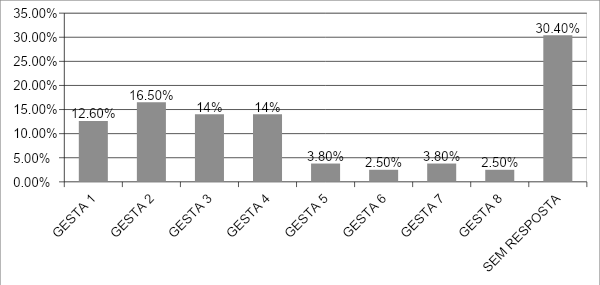 35.00%
30.00%
25.00%
20.00%
15.00%
10.00%
5.00%
0.00%
12.60%
16.50%
14%
14%
3.80%
2.50%
3.80%
2.50%
30.40%
GESTA 1
GESTA 2
GESTA 3
GESTA 4
GESTA 5
GESTA 6
GESTA 7
GESTA 8
SEM RESPOSTA